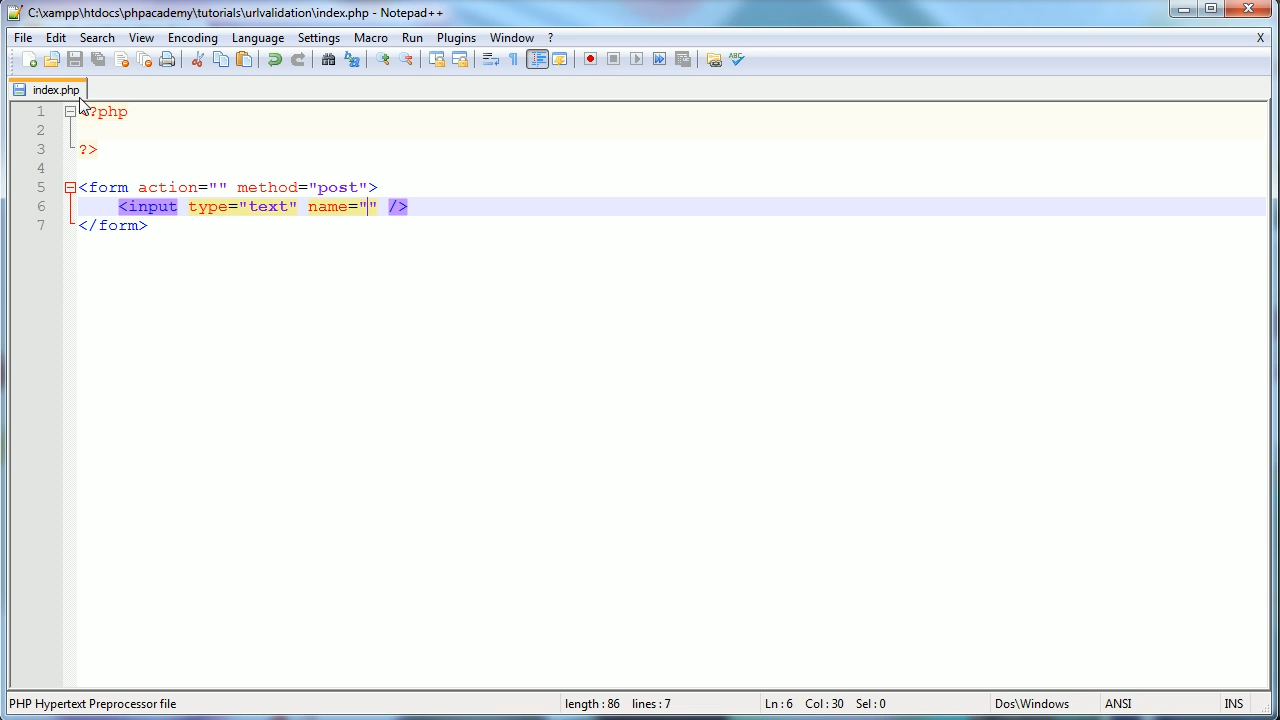 C:\xampp\htdocs\phpacademy\tutorials\urlvalidation\index.php - Notepad++
File Edit Search View Encoding Language Settings Macro Run Plugins Window ? X
index.php
1 <?php
2
3 ?>
4
5 <form action="" method="post">
6 <input type="text" name="" />
7 </form>
PHP Hypertext Preprocessor file length : 86 lines : 7 Ln : 6 Col : 30 Sel : 0 Dos\Windows ANSI INS